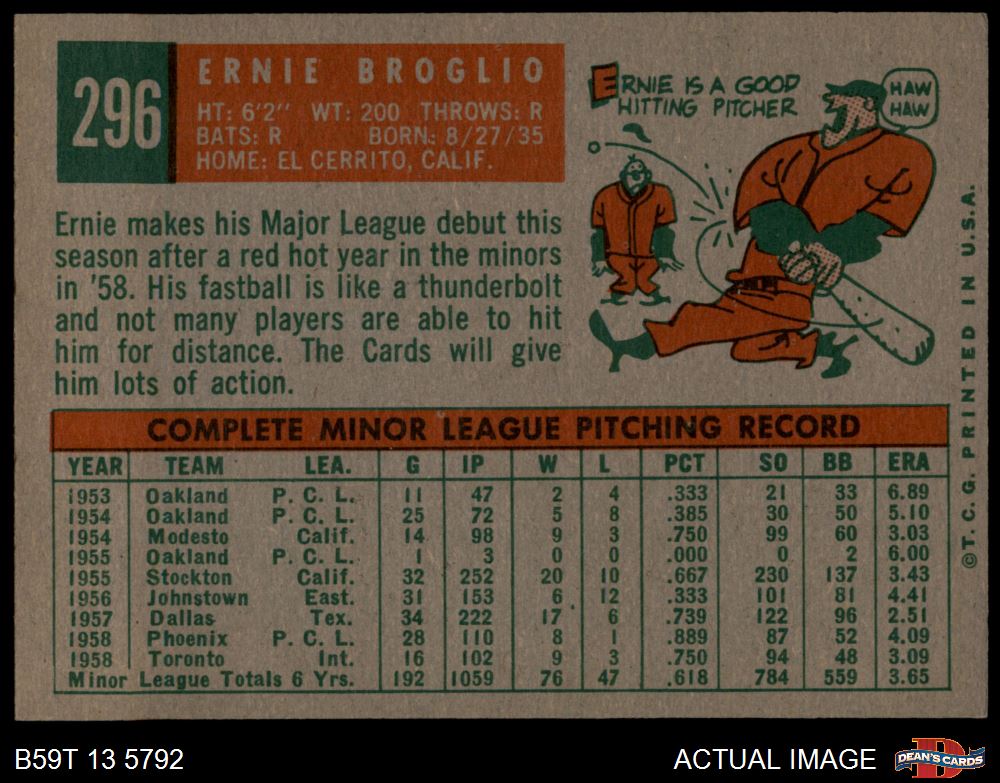 296
ERNIE BROGLIO
HT: 6'2" WT: 200 THROWS: R
BATS: R BORN: 8/27/35
HOME: EL CERRITO, CALIF.
ERNIE IS A GOOD
HITTING PITCHER
HAW
HAW
Ernie makes his Major League debut this
season after a red hot year in the minors
in '58. His fastball is like a thunderbolt
and not many players are able to hit
him for distance. The Cards will give
him lots of action.
COMPLETE MINOR LEAGUE PITCHING RECORD
YEAR TEAM LEA. G IP W L PCT SO BB ERA
1953 Oakland P. C. L. 11 47 2 4 .333 21 33 6.89
1954 Oakland P. C. L. 25 72 5 8 .385 30 50 5.10
1954 Modesto Calif. 14 98 9 3 .750 99 60 3.03
1955 Oakland P. C. L. 1 3 0 0 .000 0 2 6.00
1955 Stockton Calif. 32 252 20 10 .667 230 137 3.43
1956 Johnstown East. 31 153 6 12 .333 101 81 4.41
1957 Dallas Tex. 34 222 17 6 .739 122 96 2.51
1958 Phoenix P. C. L. 28 110 8 1 .889 87 52 4.09
1958 Toronto Int. 16 102 9 3 .750 94 48 3.09
Minor League Totals 6 Yrs. 192 1059 76 47 .618 784 559 3.65
©T. C. G. PRINTED IN U.S.A.
B59T 13 5792
ACTUAL IMAGE
D
DEAN'S CARDS